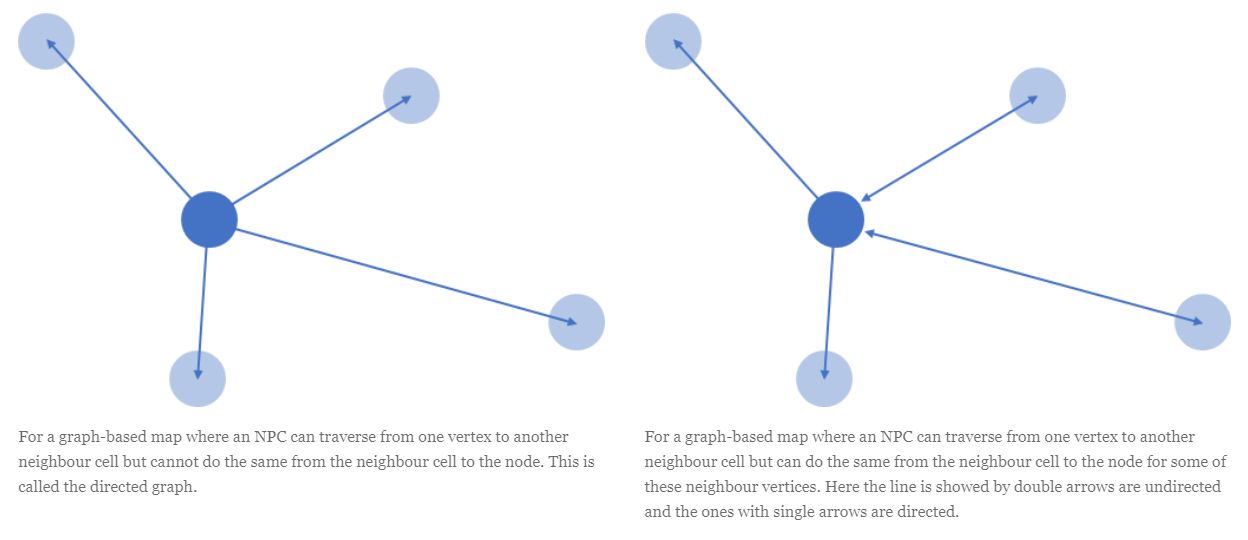 For a graph-based map where an NPC can traverse from one vertex to another
neighbour cell but cannot do the same from the neighbour cell to the node. This is
called the directed graph.
For a graph-based map where an NPC can traverse from one vertex to another
neighbour cell but can do the same from the neighbour cell to the node for some of
these neighbour vertices. Here the line is showed by double arrows are undirected
and the ones with single arrows are directed.